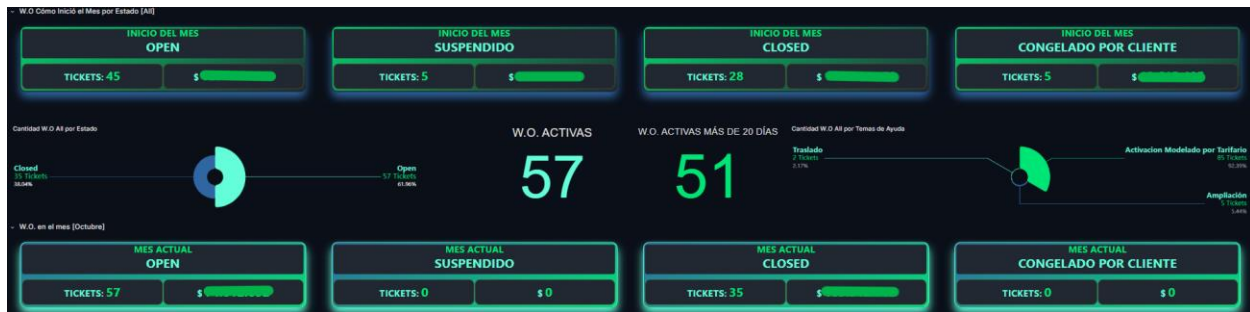 W.O Cómo Inició el Mes por Estado [All]
INICIO DEL MES
OPEN
TICKETS: 45
$
INICIO DEL MES
SUSPENDIDO
TICKETS: 5
$
INICIO DEL MES
CLOSED
TICKETS: 28
$
INICIO DEL MES
CONGELADO POR CLIENTE
TICKETS: 5
$
Cantidad W.O All por Estado
Closed
35 Tickets
38.04%
Open
57 Tickets
61.96%
W.O. ACTIVAS
57
W.O. ACTIVAS MÁS DE 20 DÍAS
51
Cantidad W.O All por Temas de Ayuda
Traslado
2 Tickets
2.17%
Activacion Modelado por Tarifario
85 Tickets
92.39%
Ampliación
5 Tickets
5.44%
W.O. en el mes [Octubre]
MES ACTUAL
OPEN
TICKETS: 57
$
MES ACTUAL
SUSPENDIDO
TICKETS: 0
$ 0
MES ACTUAL
CLOSED
TICKETS: 35
$
MES ACTUAL
CONGELADO POR CLIENTE
TICKETS: 0
$ 0